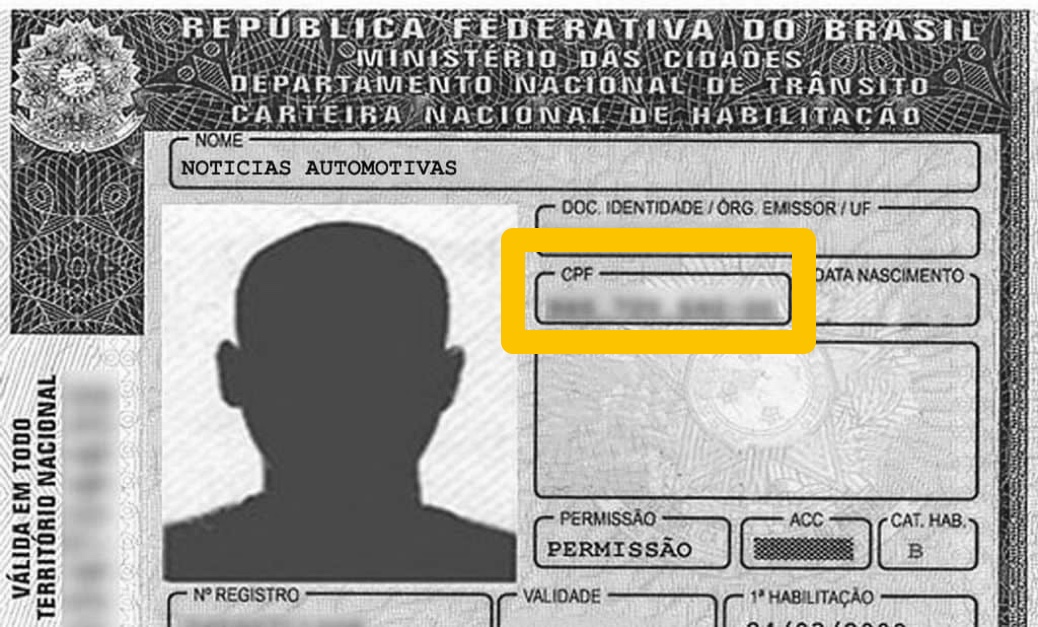 REPÚBLICA FEDERATIVA DO BRASIL
MINISTÉRIO DAS CIDADES
DEPARTAMENTO NACIONAL DE TRÂNSITO
CARTEIRA NACIONAL DE HABILITAÇÃO
NOME
NOTICIAS AUTOMOTIVAS
DOC. IDENTIDADE / ÓRG. EMISSOR / UF
CPF
DATA NASCIMENTO
PERMISSÃO
ACC
CAT. HAB.
PERMISSÃO
B
VÁLIDA EM TODO
TERRITÓRIO NACIONAL
Nº REGISTRO
VALIDADE
1ª HABILITAÇÃO